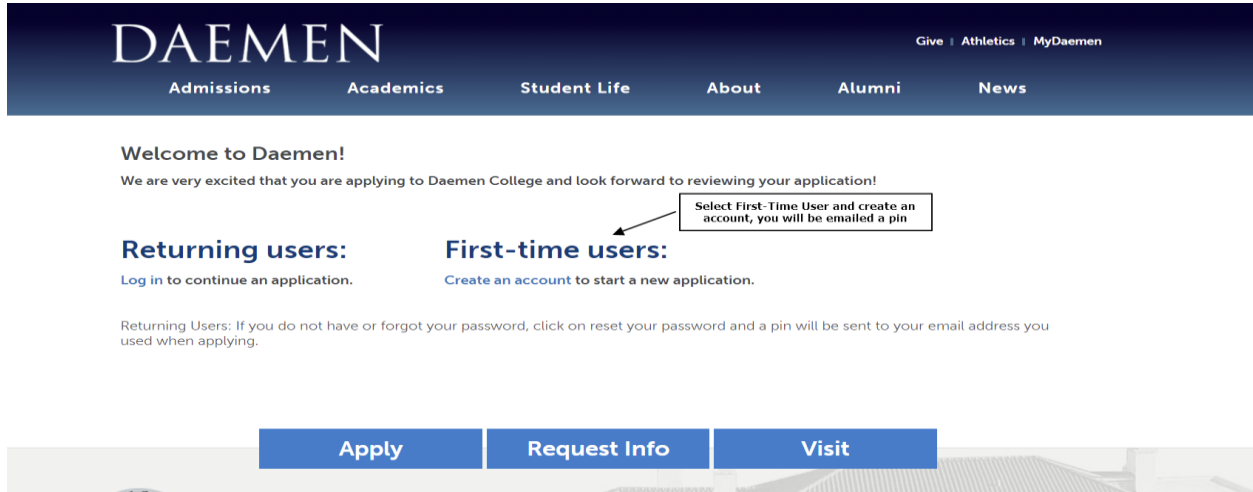 DAEMEN
Give | Athletics | MyDaemen
Admissions Academics Student Life About Alumni News
Welcome to Daemen!
We are very excited that you are applying to Daemen College and look forward to reviewing your application!
Select First-Time User and create an
account, you will be emailed a pin
Returning users:
Log in to continue an application.
First-time users:
Create an account to start a new application.
Returning Users: If you do not have or forgot your password, click on reset your password and a pin will be sent to your email address you
used when applying.
Apply Request Info Visit